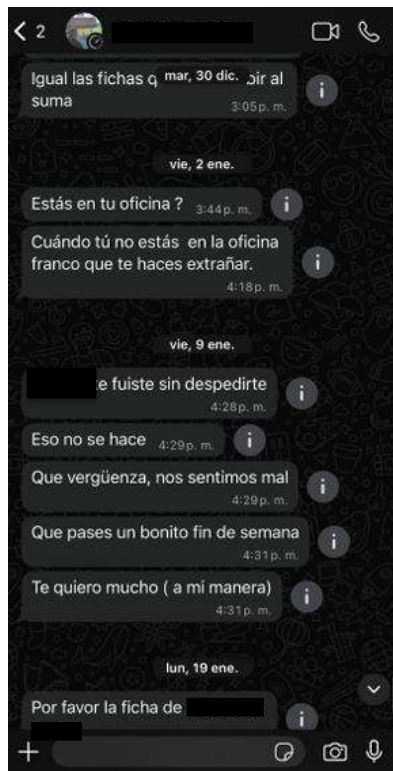 2
Igual las fichas q
mar, 30 dic.
bir al
suma
3:05 p. m.
vie, 2 ene.
Estás en tu oficina ? 3:44 p. m.
Cuándo tú no estás en la oficina
franco que te haces extrañar.
4:18 p. m.
vie, 9 ene.
te fuiste sin despedirte
4:28 p. m.
Eso no se hace 4:29 p. m.
Que vergüenza, nos sentimos mal
4:29 p. m.
Que pases un bonito fin de semana
4:31 p. m.
Te quiero mucho ( a mi manera)
4:31 p. m.
lun, 19 ene.
Por favor la ficha de